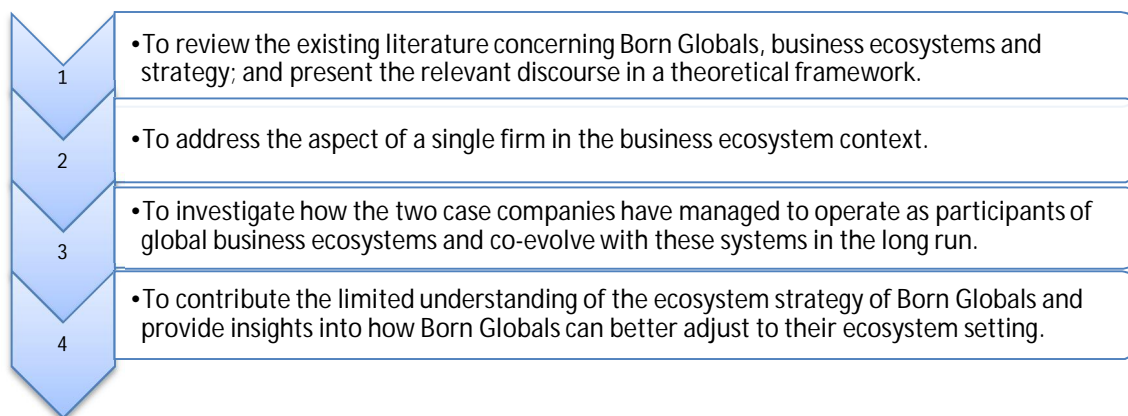 1
•To review the existing literature concerning Born Globals, business ecosystems and
strategy; and present the relevant discourse in a theoretical framework.
2
•To address the aspect of a single firm in the business ecosystem context.
3
•To investigate how the two case companies have managed to operate as participants of
global business ecosystems and co-evolve with these systems in the long run.
4
•To contribute the limited understanding of the ecosystem strategy of Born Globals and
provide insights into how Born Globals can better adjust to their ecosystem setting.